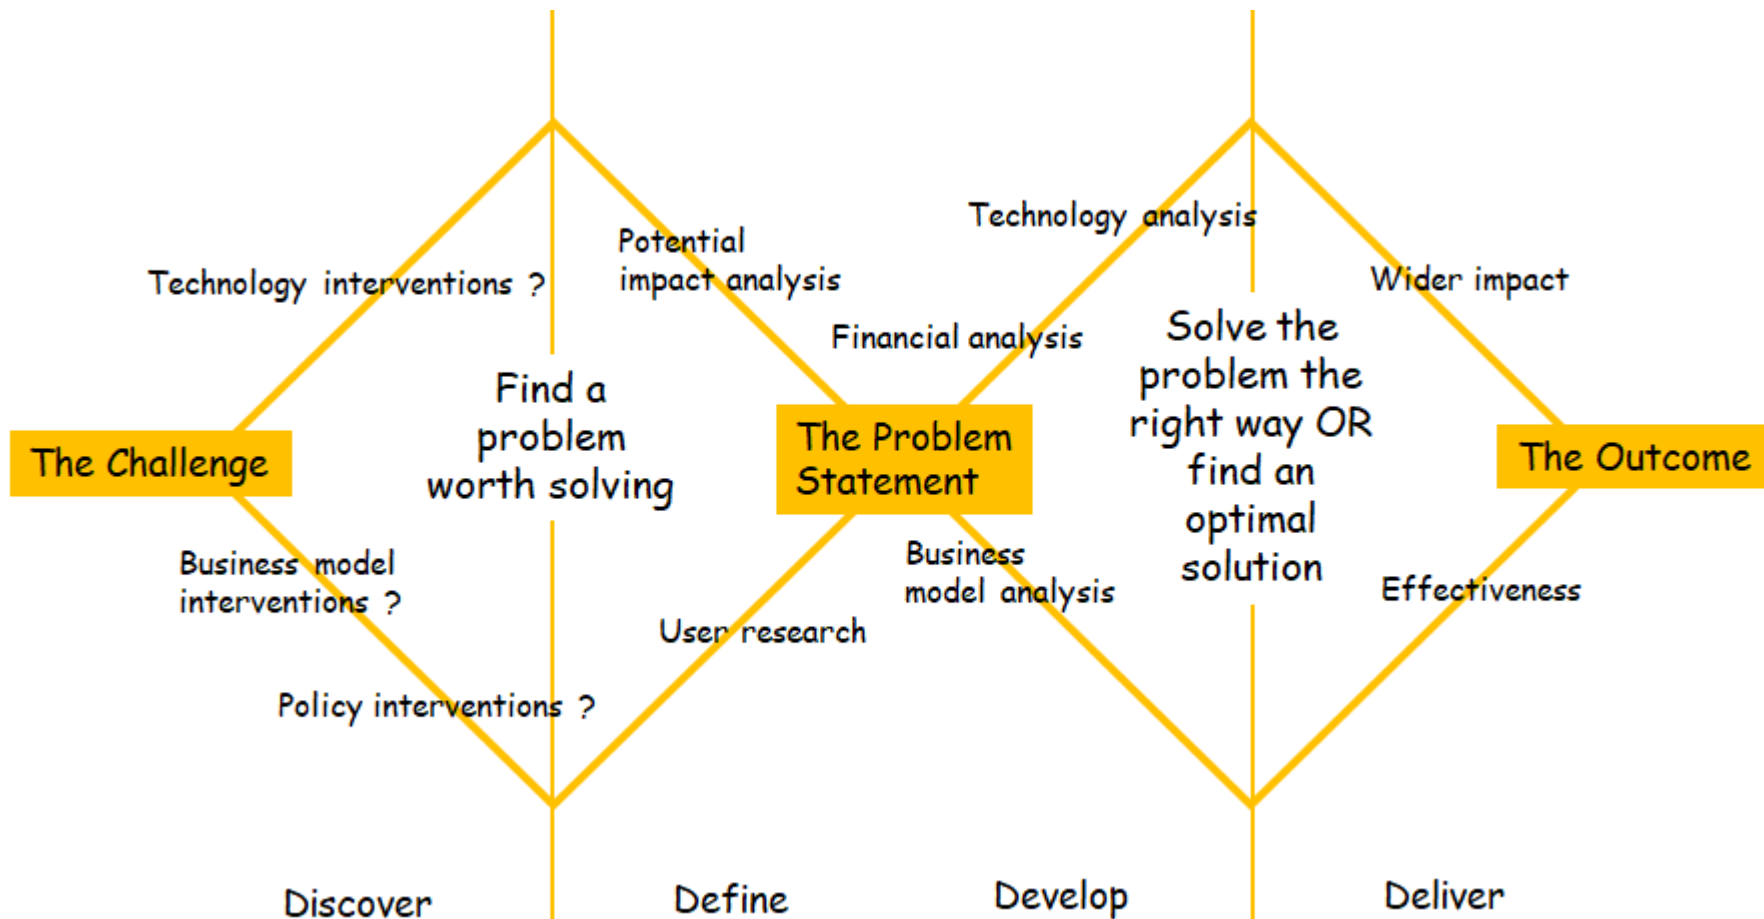 Technology interventions ?
Potential
impact analysis
Find a
problem
worth solving
The Challenge
Business model
interventions ?
Policy interventions ?
User research
The Problem
Statement
Technology analysis
Financial analysis
Wider impact
Solve the
problem the
right way OR
find an
optimal
solution
Business
model analysis
Effectiveness
The Outcome
Discover
Define
Develop
Deliver